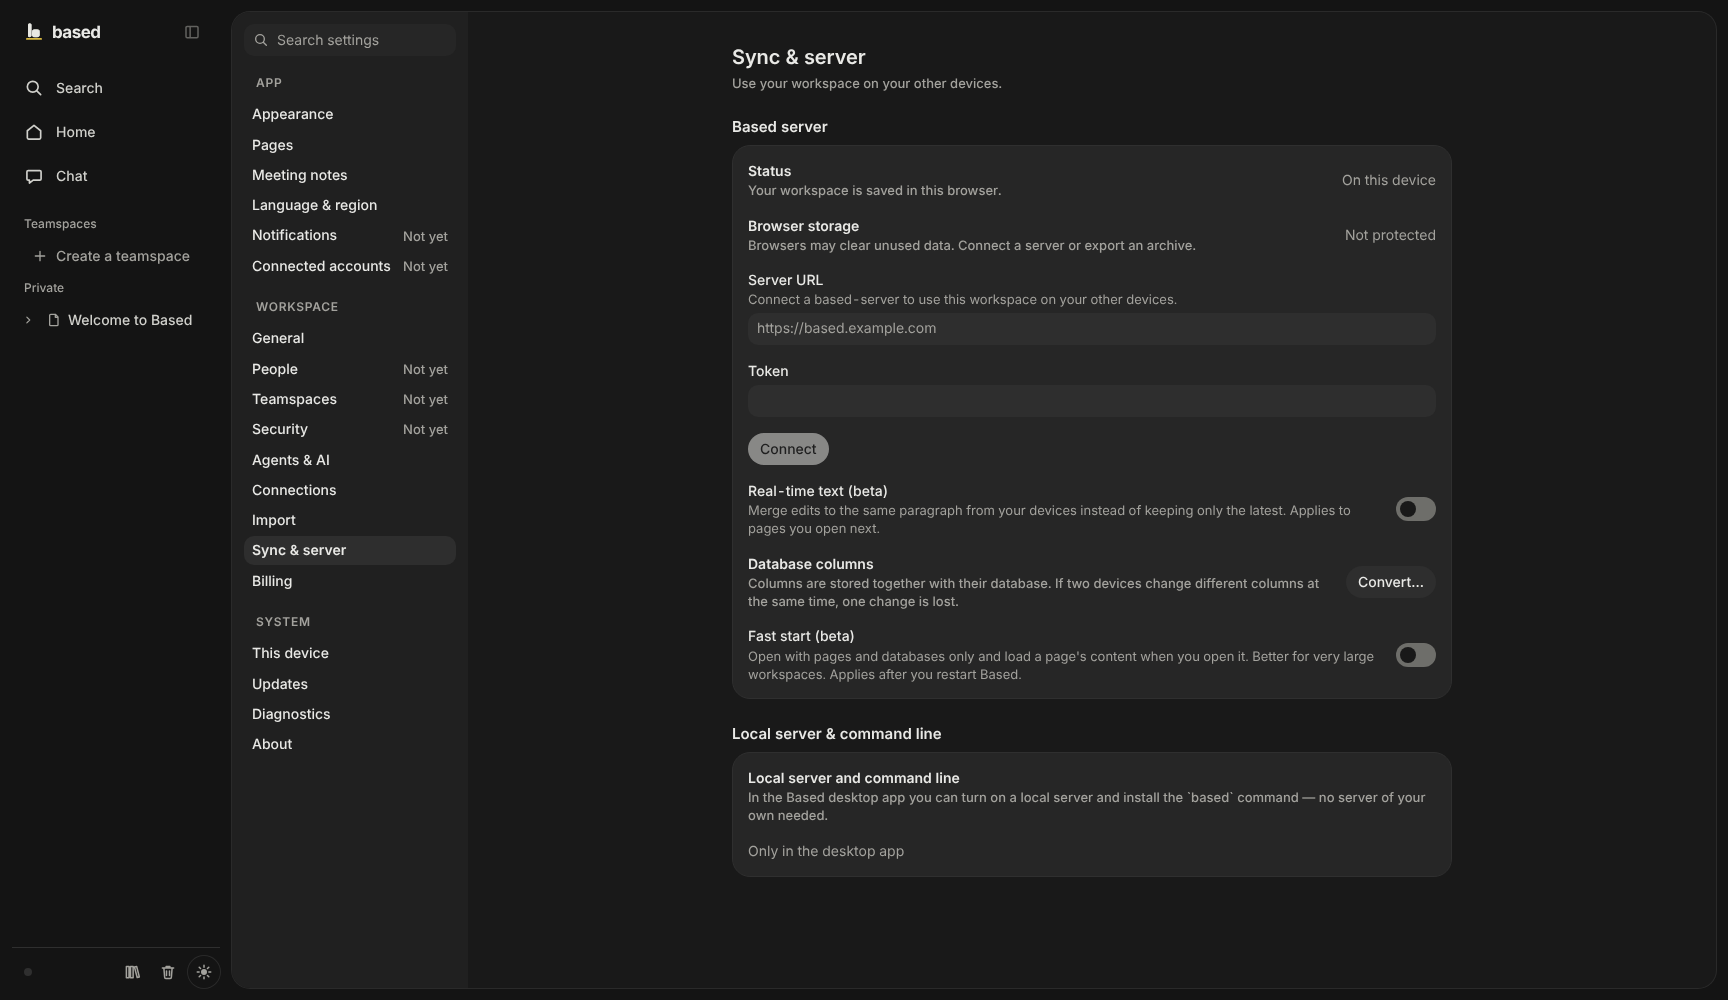 based
Search
Home
Chat
Teamspaces
Create a teamspace
Private
Welcome to Based
Search settings
APP
Appearance
Pages
Meeting notes
Language & region
Notifications Not yet
Connected accounts Not yet
WORKSPACE
General
People Not yet
Teamspaces Not yet
Security Not yet
Agents & AI
Connections
Import
Sync & server
Billing
SYSTEM
This device
Updates
Diagnostics
About
Sync & server
Use your workspace on your other devices.
Based server
Status
Your workspace is saved in this browser.
On this device
Browser storage
Browsers may clear unused data. Connect a server or export an archive.
Not protected
Server URL
Connect a based-server to use this workspace on your other devices.
https://based.example.com
Token
Connect
Real-time text (beta)
Merge edits to the same paragraph from your devices instead of keeping only the latest. Applies to
pages you open next.
Database columns
Columns are stored together with their database. If two devices change different columns at
the same time, one change is lost.
Convert...
Fast start (beta)
Open with pages and databases only and load a page's content when you open it. Better for very large
workspaces. Applies after you restart Based.
Local server & command line
Local server and command line
In the Based desktop app you can turn on a local server and install the `based` command — no server of your
own needed.
Only in the desktop app